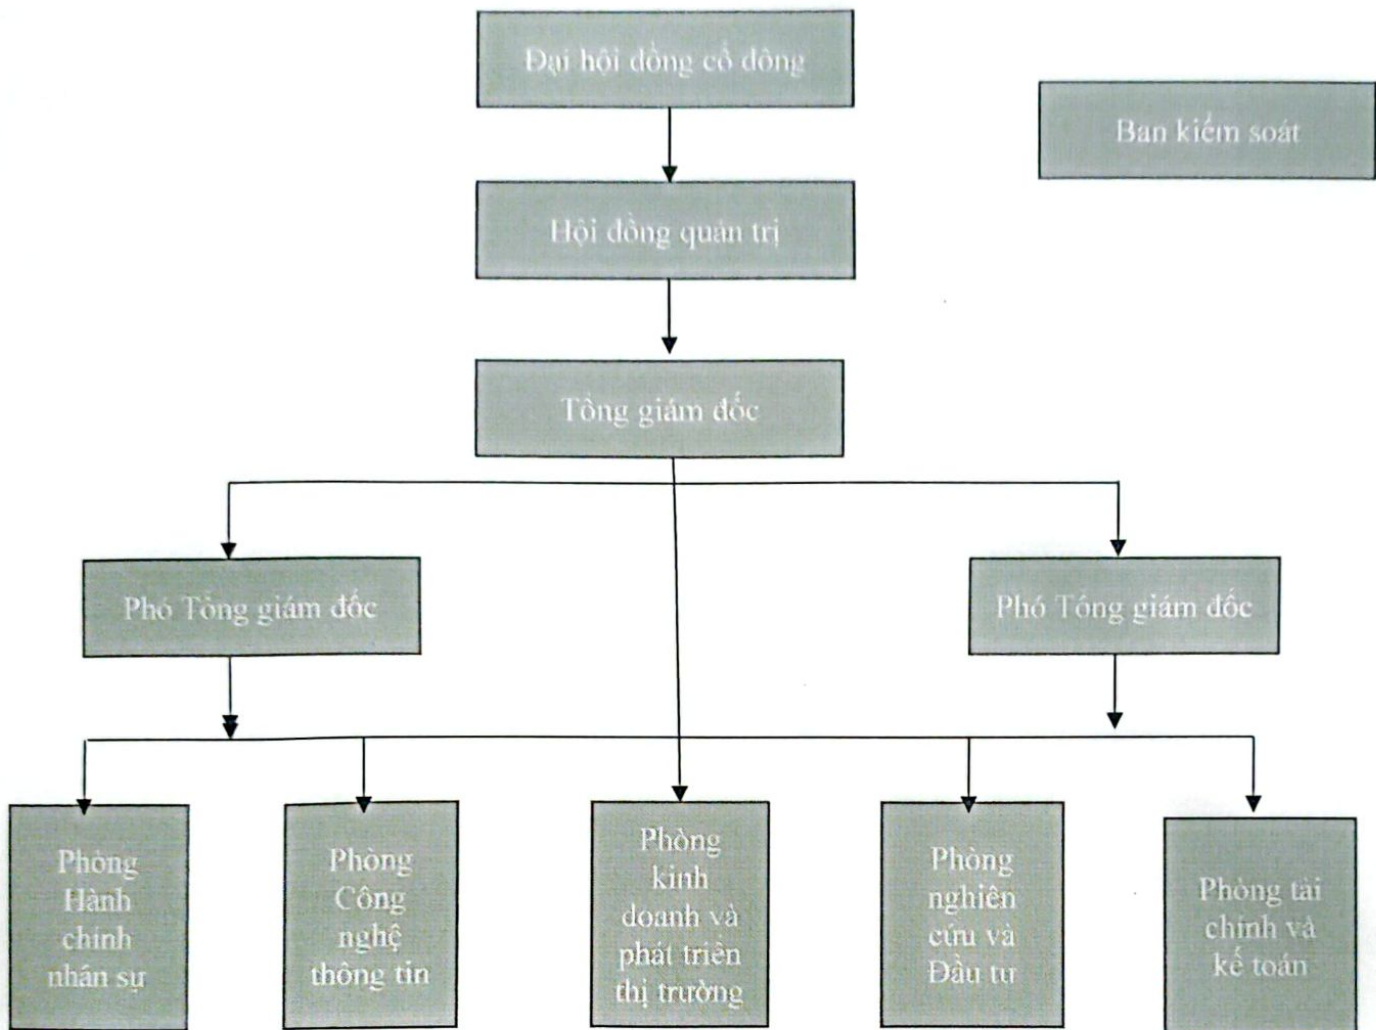 Đại hội đồng cổ đông
Ban kiểm soát
Hội đồng quản trị
Tổng giám đốc
Phó Tổng giám đốc
Phó Tổng giám đốc
Phòng
Hành
chính
nhân sự
Phòng
Công
nghệ
thông tin
Phòng
kinh
doanh và
phát triển
thị trường
Phòng
nghiên
cứu và
Đầu tư
Phòng tài
chính và
kế toán